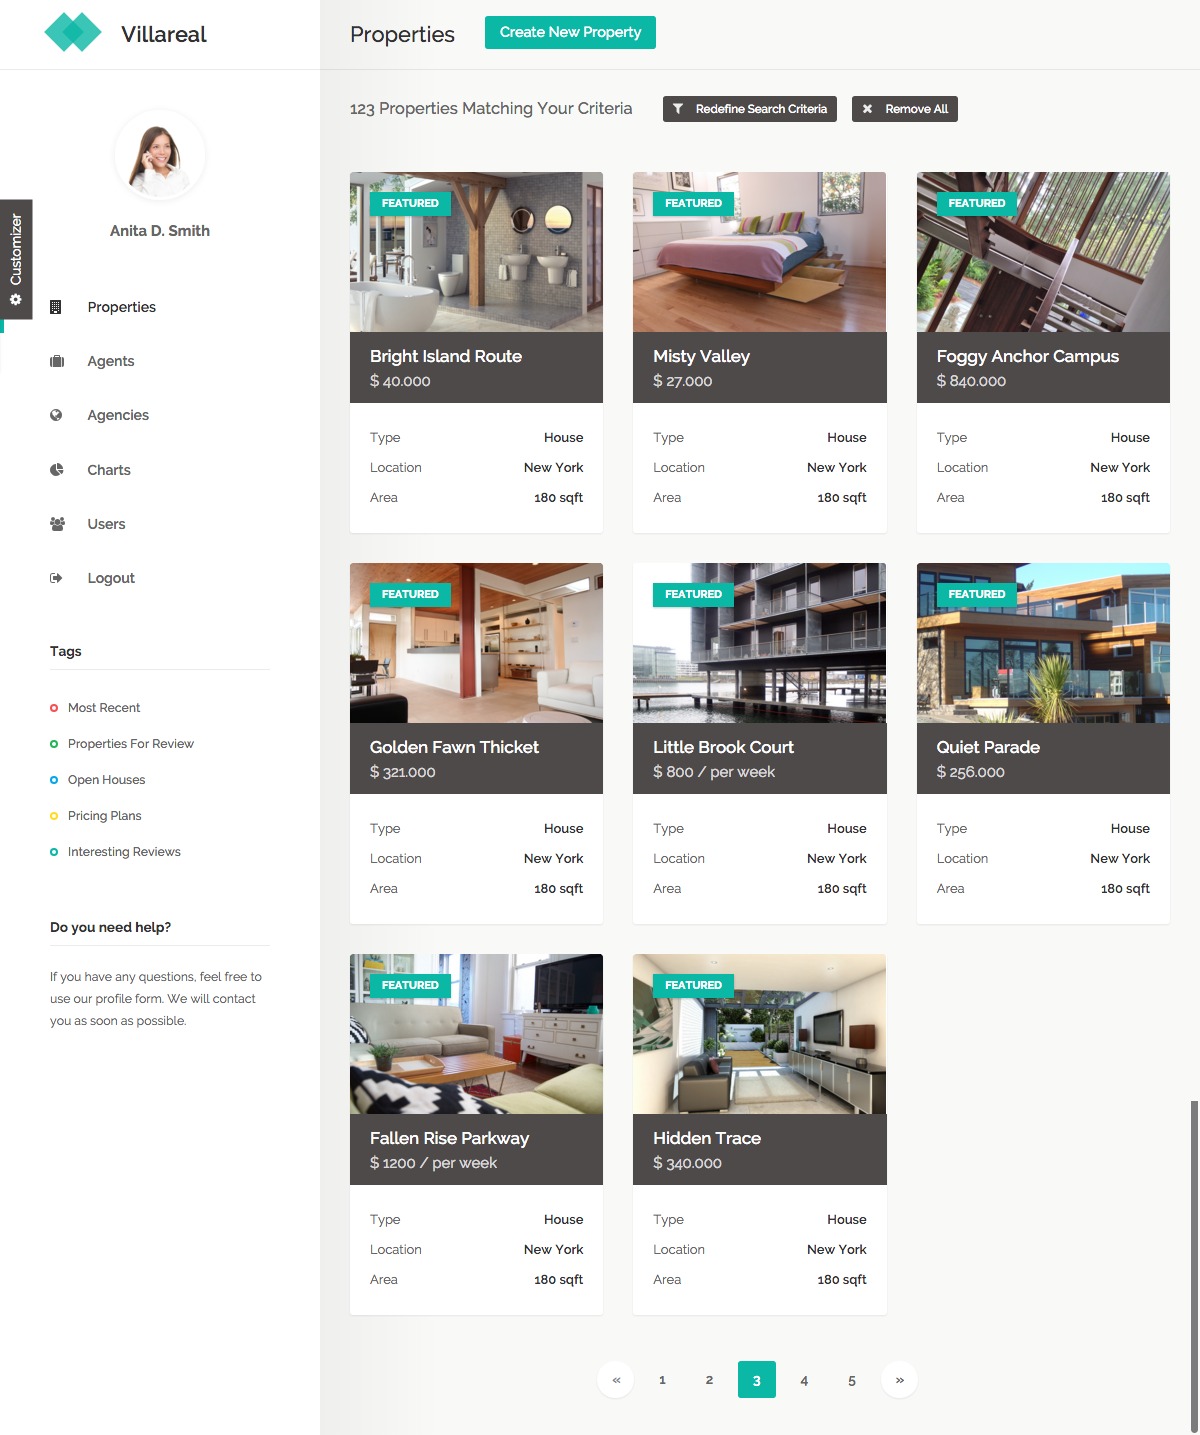 Villareal
Properties
Create New Property
123 Properties Matching Your Criteria
Redefine Search Criteria
Remove All
Customizer
Anita D. Smith
Properties
Agents
Agencies
Charts
Users
Logout
Tags
Most Recent
Properties For Review
Open Houses
Pricing Plans
Interesting Reviews
Do you need help?
If you have any questions, feel free to
use our profile form. We will contact
you as soon as possible.
FEATURED
Bright Island Route
$ 40.000
Type House
Location New York
Area 180 sqft
FEATURED
Misty Valley
$ 27.000
Type House
Location New York
Area 180 sqft
FEATURED
Foggy Anchor Campus
$ 840.000
Type House
Location New York
Area 180 sqft
FEATURED
Golden Fawn Thicket
$ 321.000
Type House
Location New York
Area 180 sqft
FEATURED
Little Brook Court
$ 800 / per week
Type House
Location New York
Area 180 sqft
FEATURED
Quiet Parade
$ 256.000
Type House
Location New York
Area 180 sqft
FEATURED
Fallen Rise Parkway
$ 1200 / per week
Type House
Location New York
Area 180 sqft
FEATURED
Hidden Trace
$ 340.000
Type House
Location New York
Area 180 sqft
« 1 2 3 4 5 »